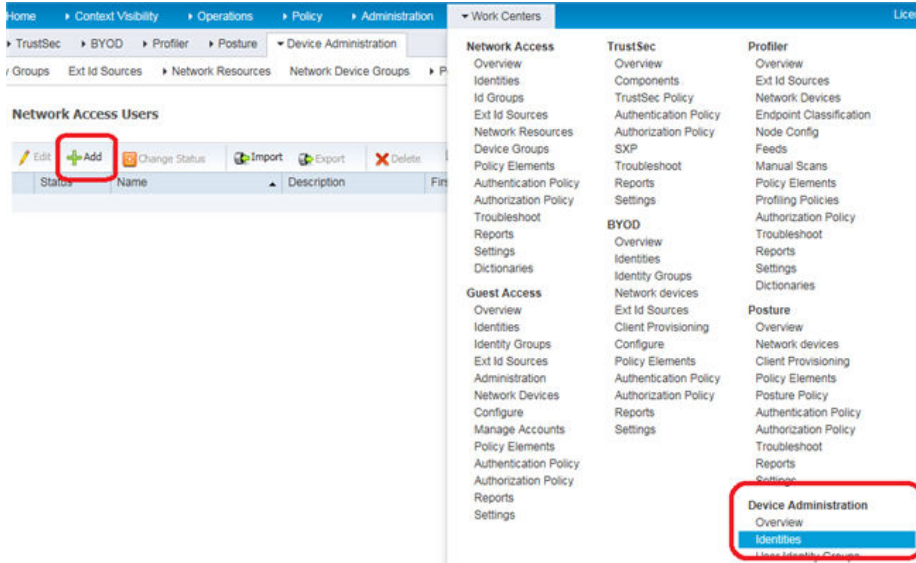 Home Context Visibility Operations Policy Administration Work Centers
TrustSec BYOD Profiler Posture Device Administration
Groups Ext Id Sources Network Resources Network Device Groups
Network Access Users
Edit Add Change Status Import Export Delete
Status Name Description
Network Access
Overview
Identities
Id Groups
Ext Id Sources
Network Resources
Device Groups
Policy Elements
Authentication Policy
Authorization Policy
Troubleshoot
Reports
Settings
Dictionaries
Guest Access
Overview
Identities
Identity Groups
Ext Id Sources
Administration
Network Devices
Configure
Manage Accounts
Policy Elements
Authentication Policy
Authorization Policy
Reports
Settings
TrustSec
Overview
Components
TrustSec Policy
Authentication Policy
Authorization Policy
SXP
Troubleshoot
Reports
Settings
BYOD
Overview
Identities
Identity Groups
Network devices
Ext Id Sources
Client Provisioning
Configure
Policy Elements
Authentication Policy
Authorization Policy
Reports
Settings
Profiler
Overview
Ext Id Sources
Network Devices
Endpoint Classification
Node Config
Feeds
Manual Scans
Policy Elements
Profiling Policies
Authorization Policy
Troubleshoot
Reports
Settings
Dictionaries
Posture
Overview
Network devices
Client Provisioning
Policy Elements
Posture Policy
Authentication Policy
Authorization Policy
Troubleshoot
Reports
Settings
Device Administration
Overview
Identities
User Identity Groups